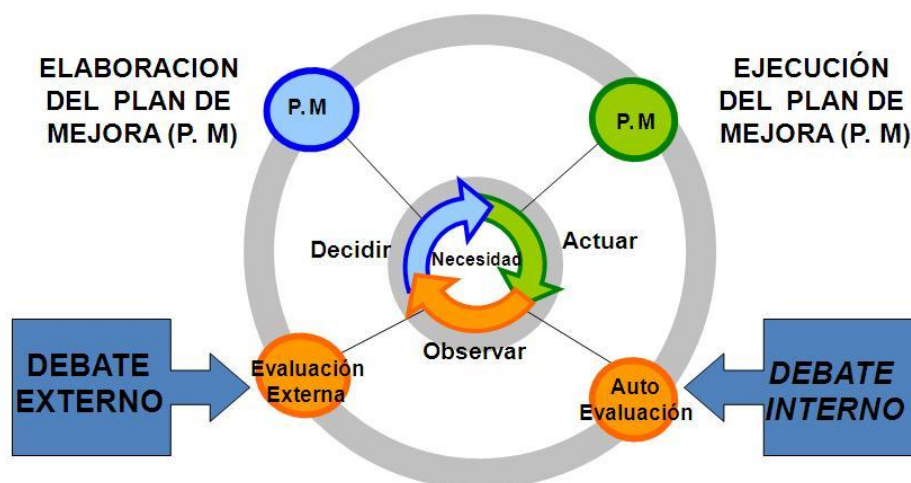 ELABORACION
DEL PLAN DE
MEJORA (P. M)
P. M
P. M
EJECUCIÓN
DEL PLAN DE
MEJORA (P. M)
Decidir
Necesidad
Actuar
Observar
DEBATE
EXTERNO
Evaluación
Externa
Auto
Evaluación
DEBATE
INTERNO